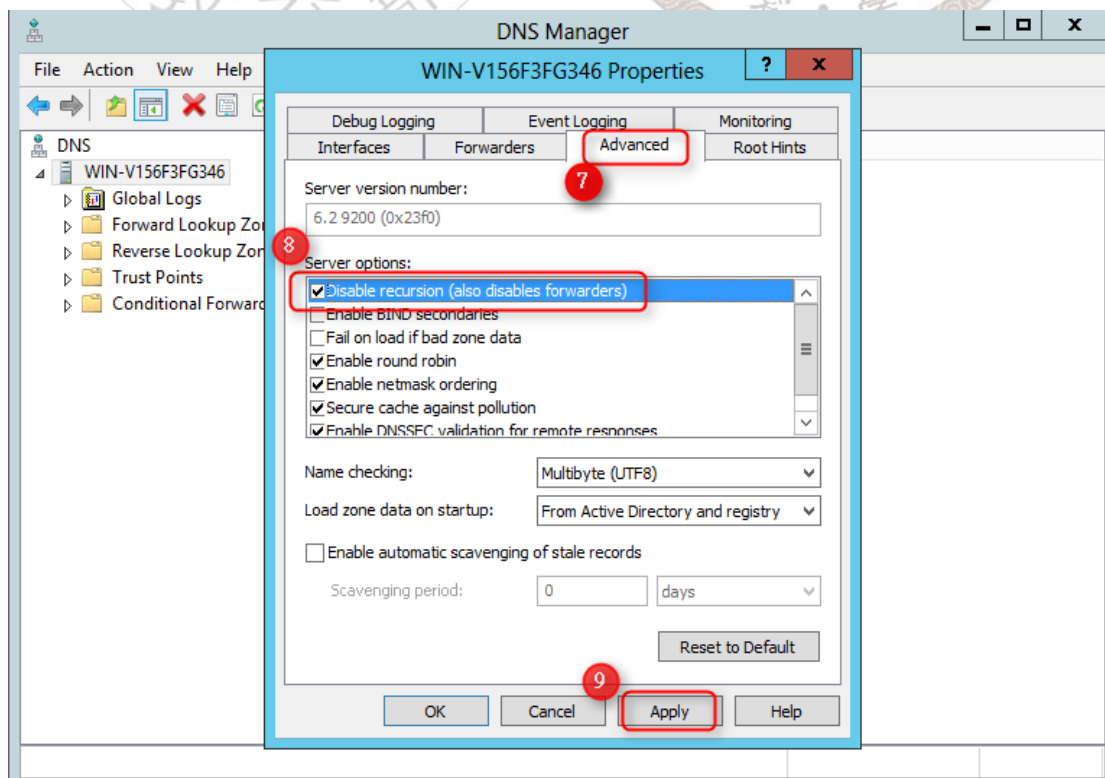 DNS Manager
File Action View Help
WIN-V156F3FG346 Properties
?
DNS
WIN-V156F3FG346
Global Logs
Forward Lookup Zo
Reverse Lookup Zor
Trust Points
Conditional Forward
Debug Logging Event Logging Monitoring
Interfaces Forwarders Advanced Root Hints
7
Server version number:
6.2 9200 (0x23f0)
8
Server options:
Disable recursion (also disables forwarders)
Enable BIND secondaries
Fail on load if bad zone data
Enable round robin
Enable netmask ordering
Secure cache against pollution
Enable DNSSEC validation for remote responses
Name checking: Multibyte (UTF8)
Load zone data on startup: From Active Directory and registry
Enable automatic scavenging of stale records
Scavenging period: 0 days
Reset to Default
9
OK Cancel Apply Help